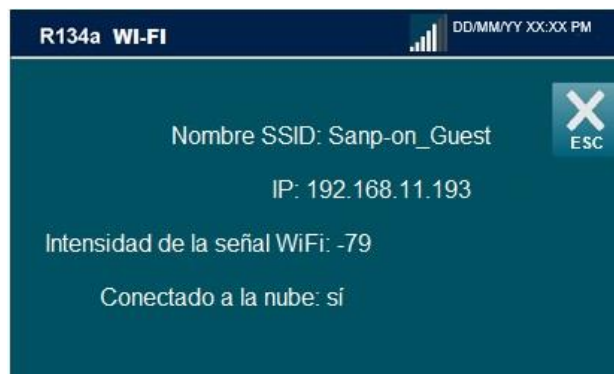 R134a WI-FI
DD/MM/YY XX:XX PM
ESC
Nombre SSID: Sanp-on_Guest
IP: 192.168.11.193
Intensidad de la señal WiFi: -79
Conectado a la nube: sí